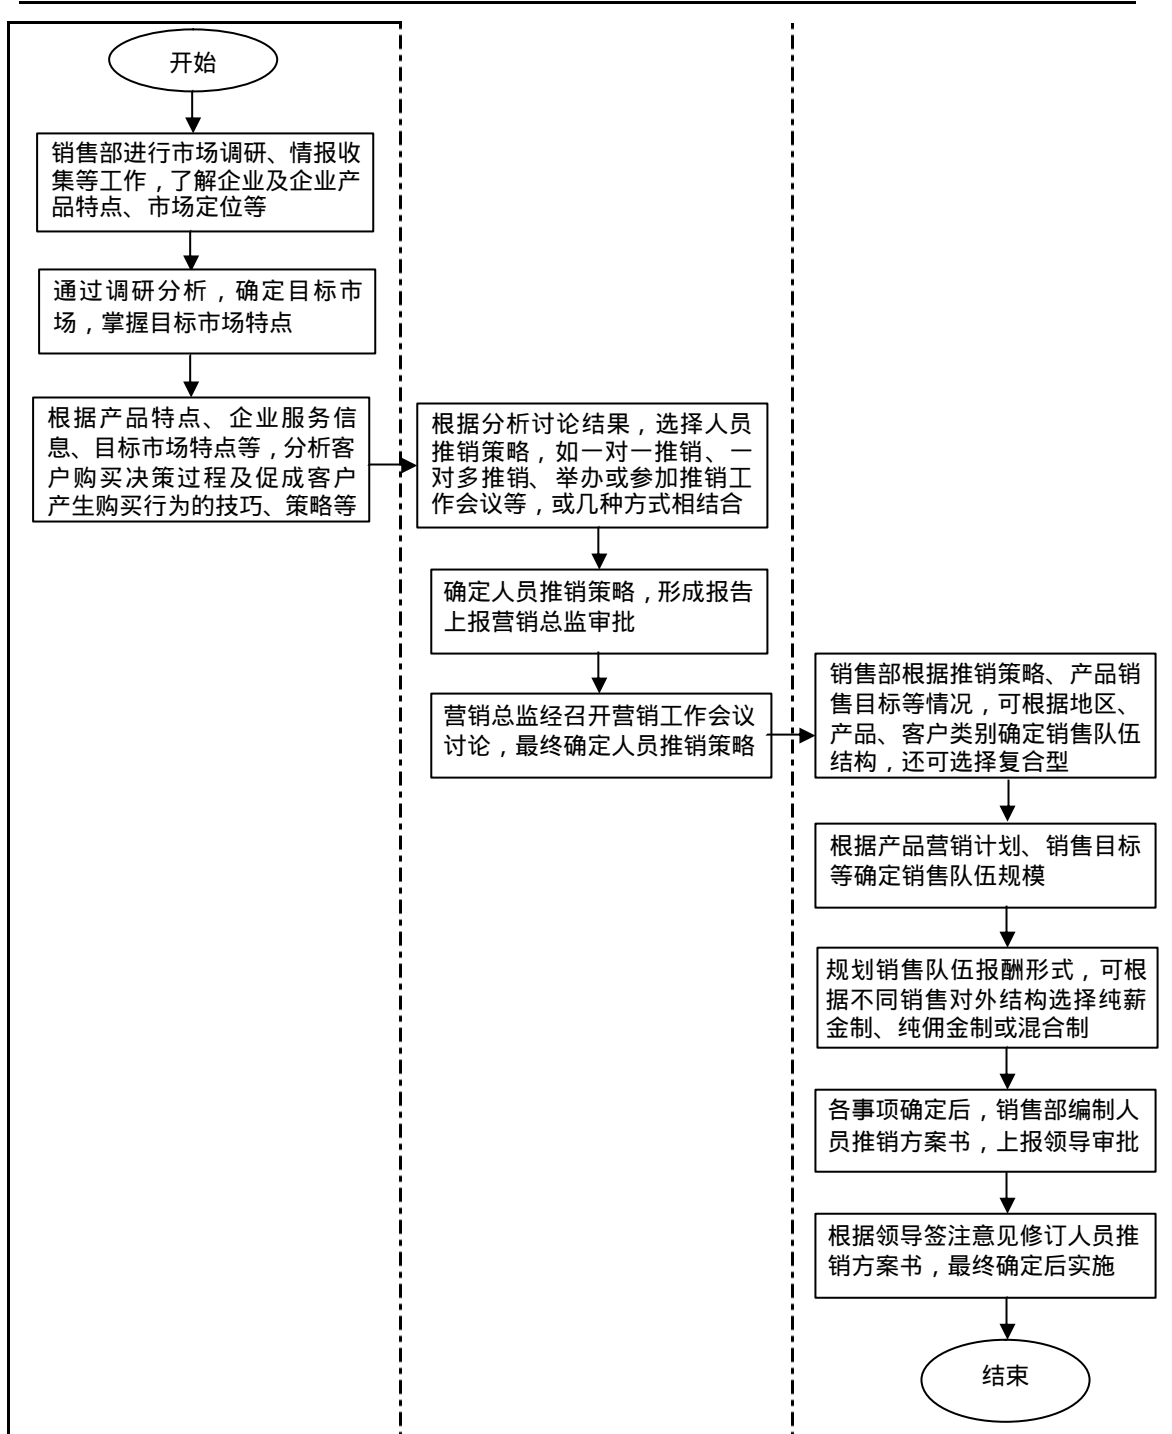 开始
销售部进行市场调研、情报收
集等工作，了解企业及企业产
品特点、市场定位等
通过调研分析，确定目标市
场，掌握目标市场特点
根据产品特点、企业服务信
息、目标市场特点等，分析客
户购买决策过程及促成客户
产生购买行为的技巧、策略等
根据分析讨论结果，选择人员
推销策略，如一对一推销、一
对多推销、举办或参加推销工
作会议等，或几种方式相结合
确定人员推销策略，形成报告
上报营销总监审批
营销总监经召开营销工作会议
讨论，最终确定人员推销策略
销售部根据推销策略、产品销
售目标等情况，可根据地区、
产品、客户类别确定销售队伍
结构，还可选择复合型
根据产品营销计划、销售目标
等确定销售队伍规模
规划销售队伍报酬形式，可根
据不同销售对外结构选择纯薪
金制、纯佣金制或混合制
各事项确定后，销售部编制人
员推销方案书，上报领导审批
根据领导签注意见修订人员推
销方案书，最终确定后实施
结束